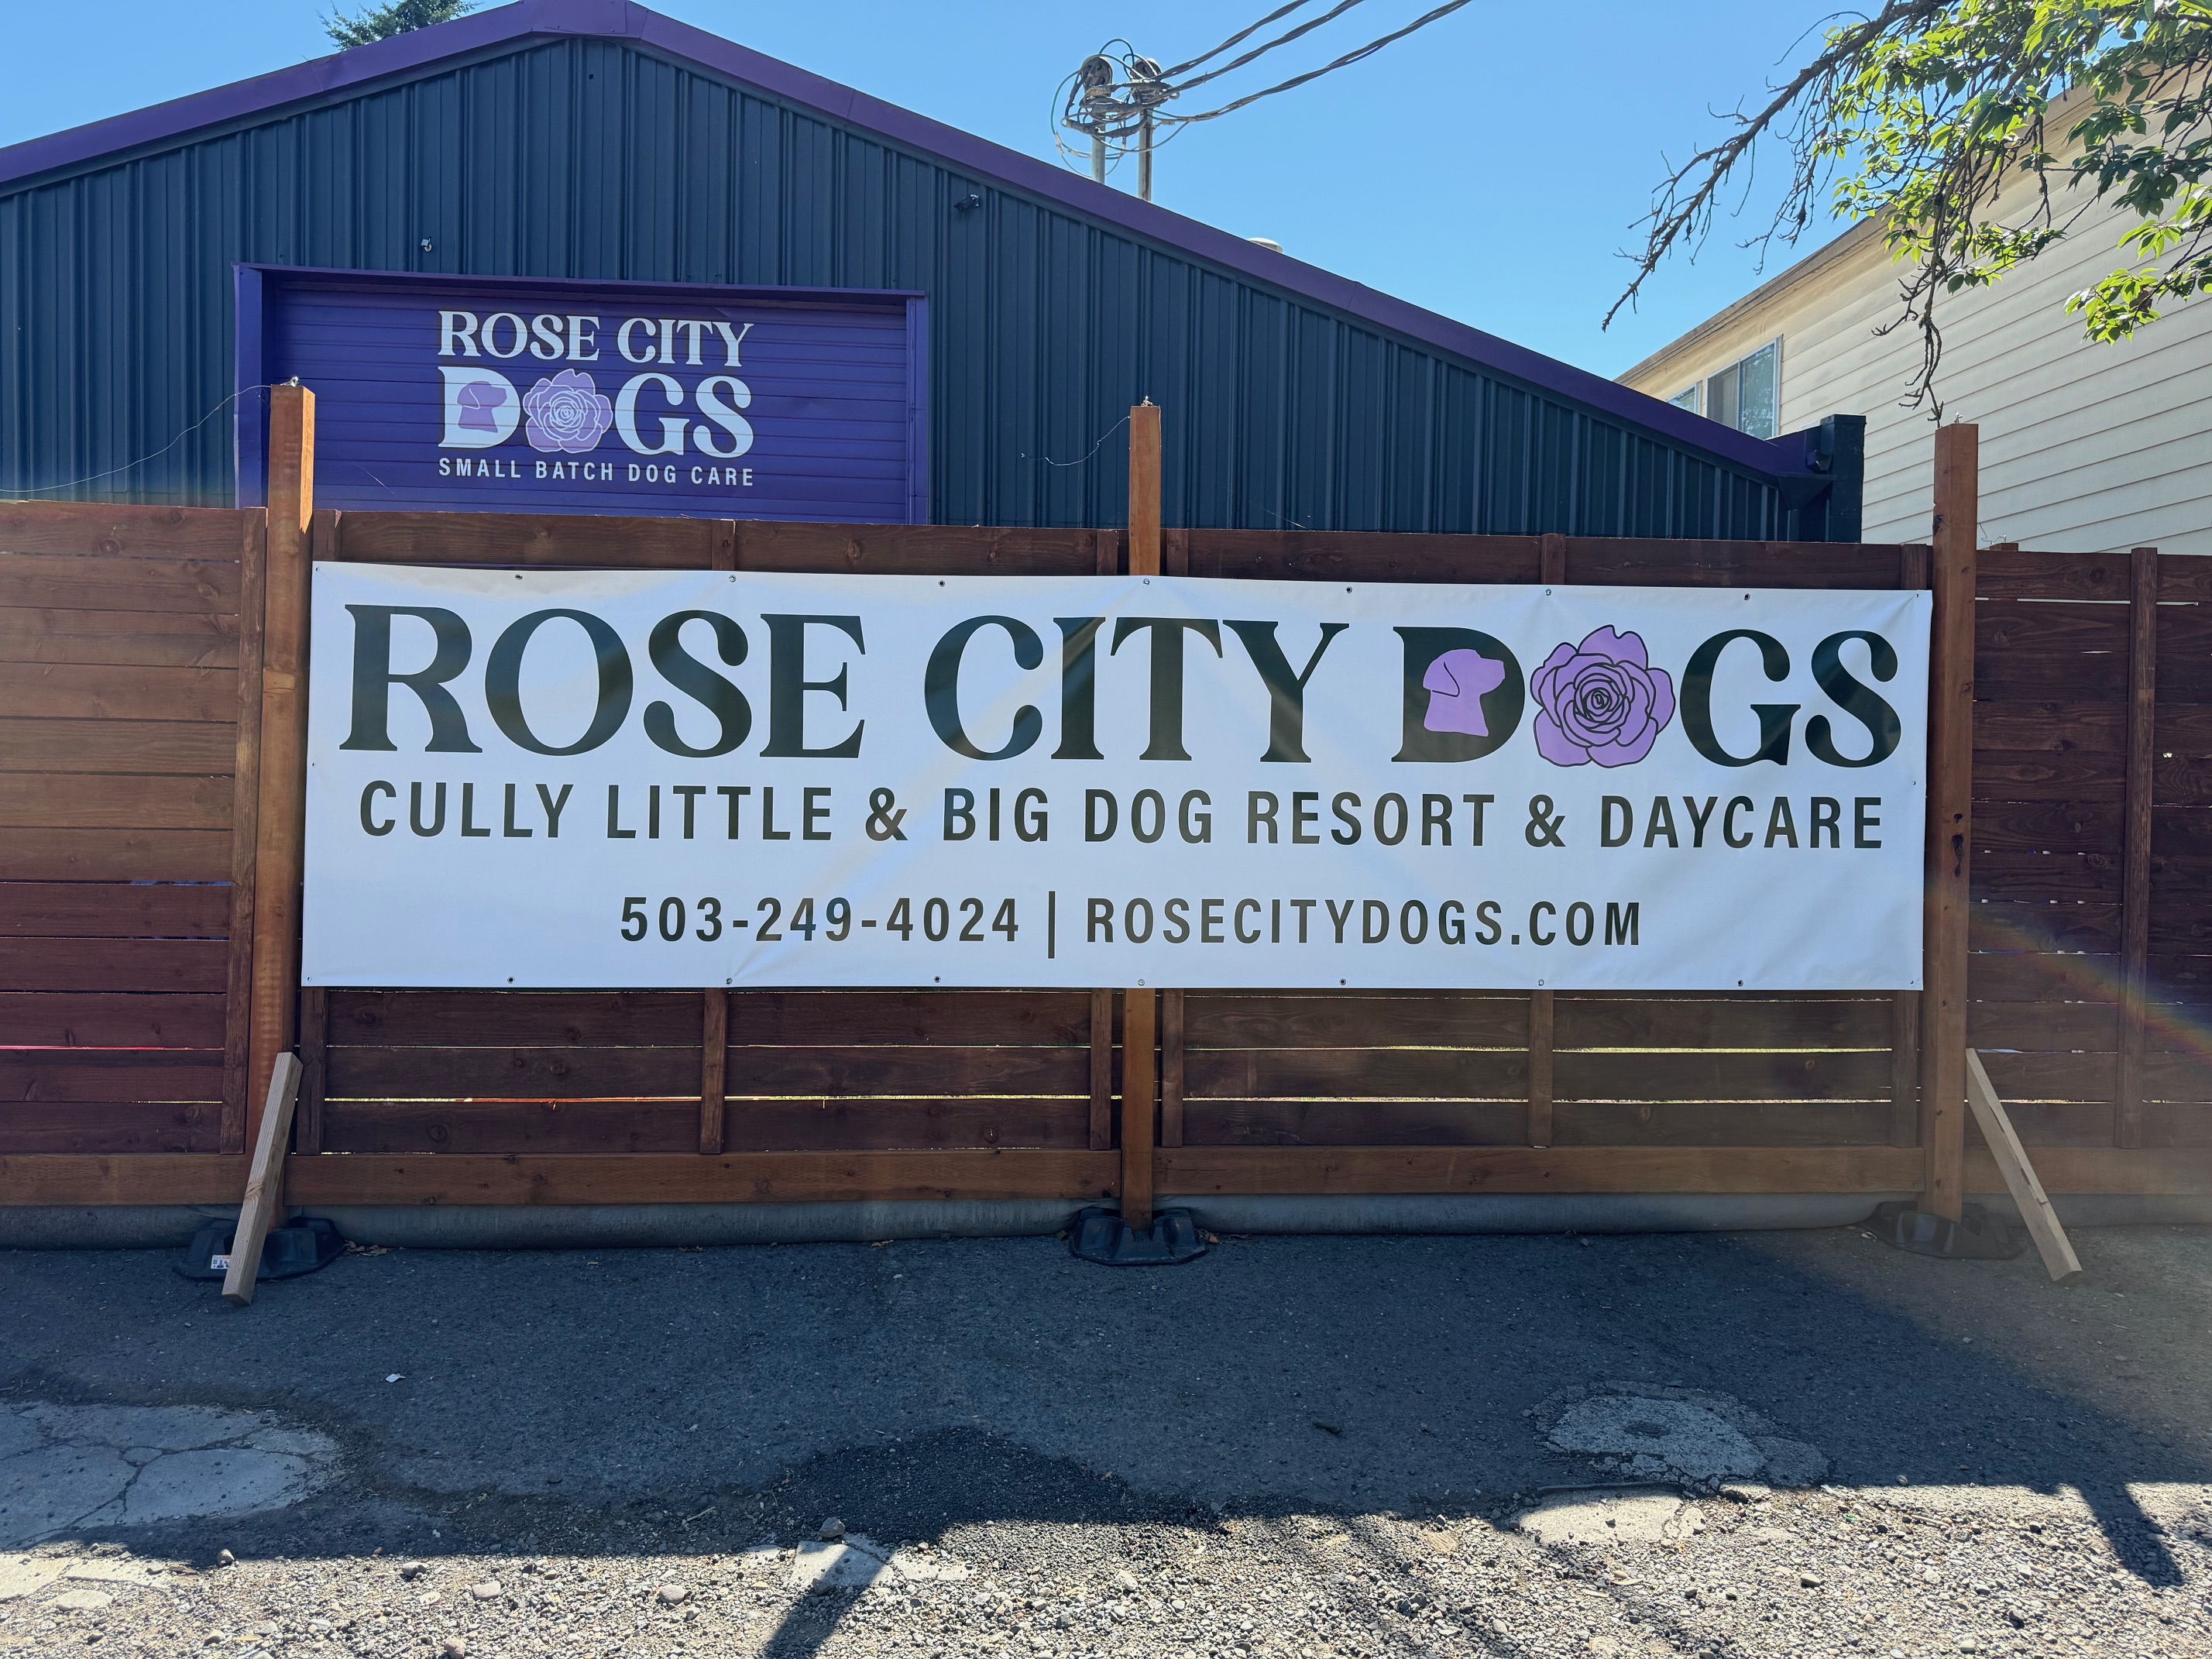 ROSE CITY
DOGS
SMALL BATCH DOG CARE
ROSE CITY DOGS
CULLY LITTLE & BIG DOG RESORT & DAYCARE
503-249-4024 | ROSECITYDOGS.COM